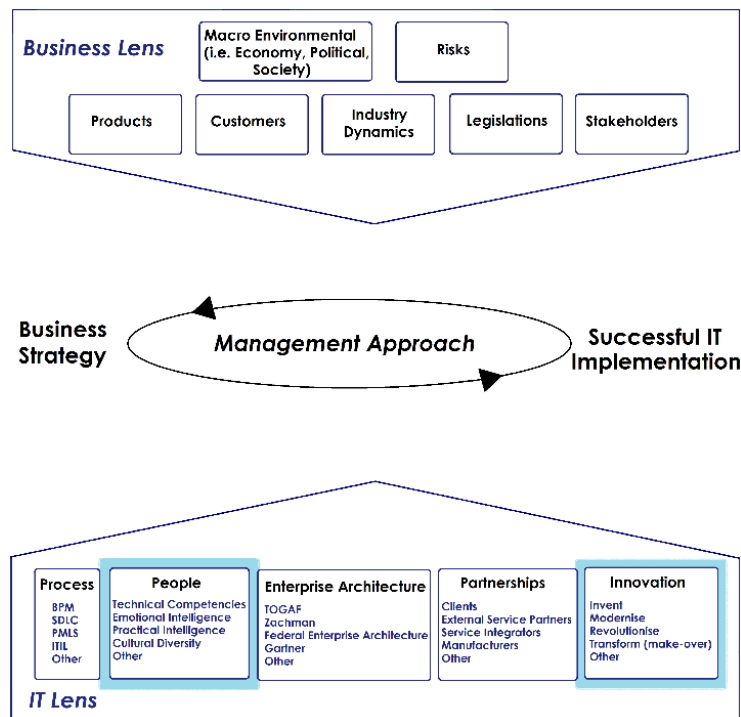 Business Lens
Macro Environmental
(i.e. Economy, Political,
Society)
Risks
Products
Customers
Industry
Dynamics
Legislations
Stakeholders
Business
Strategy
Management Approach
Successful IT
Implementation
Process
BPM
SDLC
PMLS
ITIL
Other
People
Technical Competencies
Emotional Intelligence
Practical Intelligence
Cultural Diversity
Other
Enterprise Architecture
TOGAF
Zachman
Federal Enterprise Architecture
Gartner
Other
Partnerships
Clients
External Service Partners
Service Integrators
Manufacturers
Other
Innovation
Invent
Modernise
Revolutionise
Transform (make-over)
Other
IT Lens